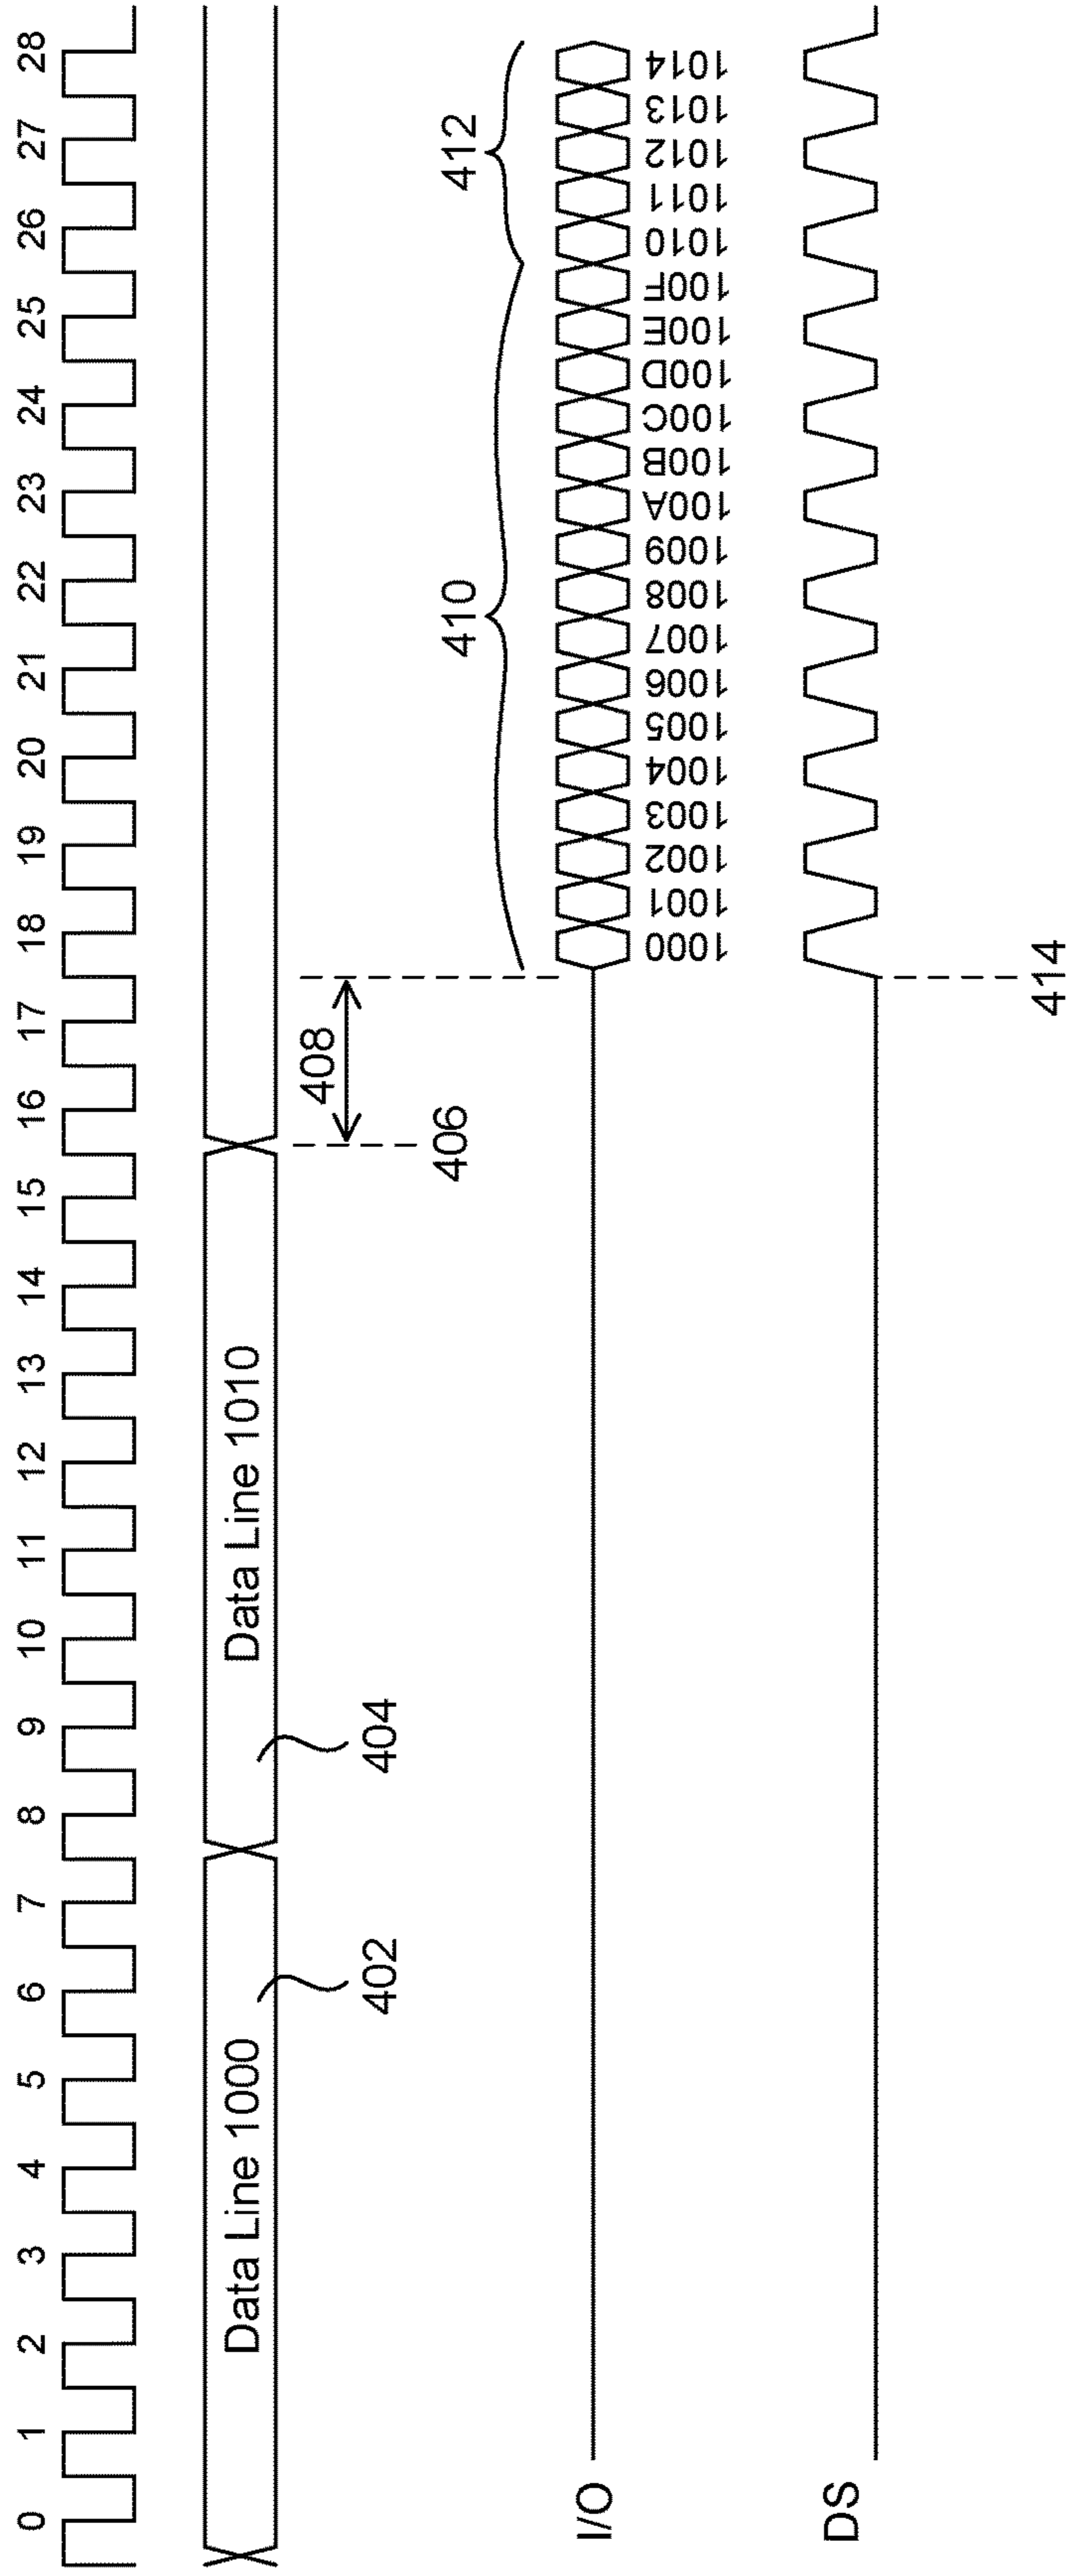 0 1 2 3 4 5 6 7 8 9 10 11 12 13 14 15 16 17 18 19 20 21 22 23 24 25 26 27 28
Data Line 1000 Data Line 1010
402 404
408
406
410 412
I/O
1000 1001 1002 1003 1004 1005 1006 1007 1008 1009 100A 100B 100C 100D 100E 100F 1010 1011 1012 1013 1014
DS
414